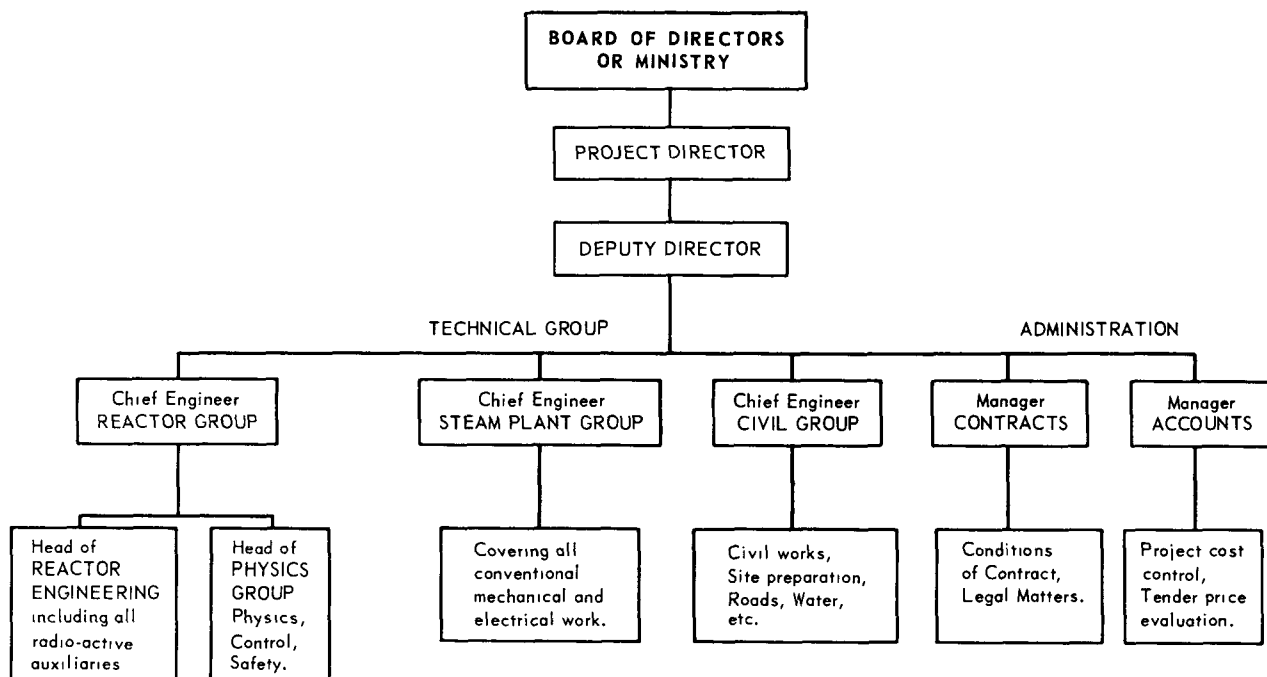 BOARD OF DIRECTORS
OR MINISTRY
PROJECT DIRECTOR
DEPUTY DIRECTOR
TECHNICAL GROUP
ADMINISTRATION
Chief Engineer
REACTOR GROUP
Chief Engineer
STEAM PLANT GROUP
Chief Engineer
CIVIL GROUP
Manager
CONTRACTS
Manager
ACCOUNTS
Head of
REACTOR
ENGINEERING
including all
radio-active
auxiliaries
Head of
PHYSICS
GROUP
Physics,
Control,
Safety.
Covering all
conventional
mechanical and
electrical work.
Civil works,
Site preparation,
Roads, Water,
etc.
Conditions
of Contract,
Legal Matters.
Project cost
control,
Tender price
evaluation.